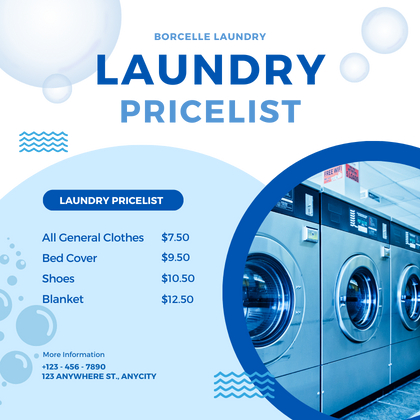 BORCELLE LAUNDRY
LAUNDRY
PRICELIST
LAUNDRY PRICELIST
All General Clothes $7.50
Bed Cover $9.50
Shoes $10.50
Blanket $12.50
More Information
+123 - 456 - 7890
123 ANYWHERE ST., ANYCITY